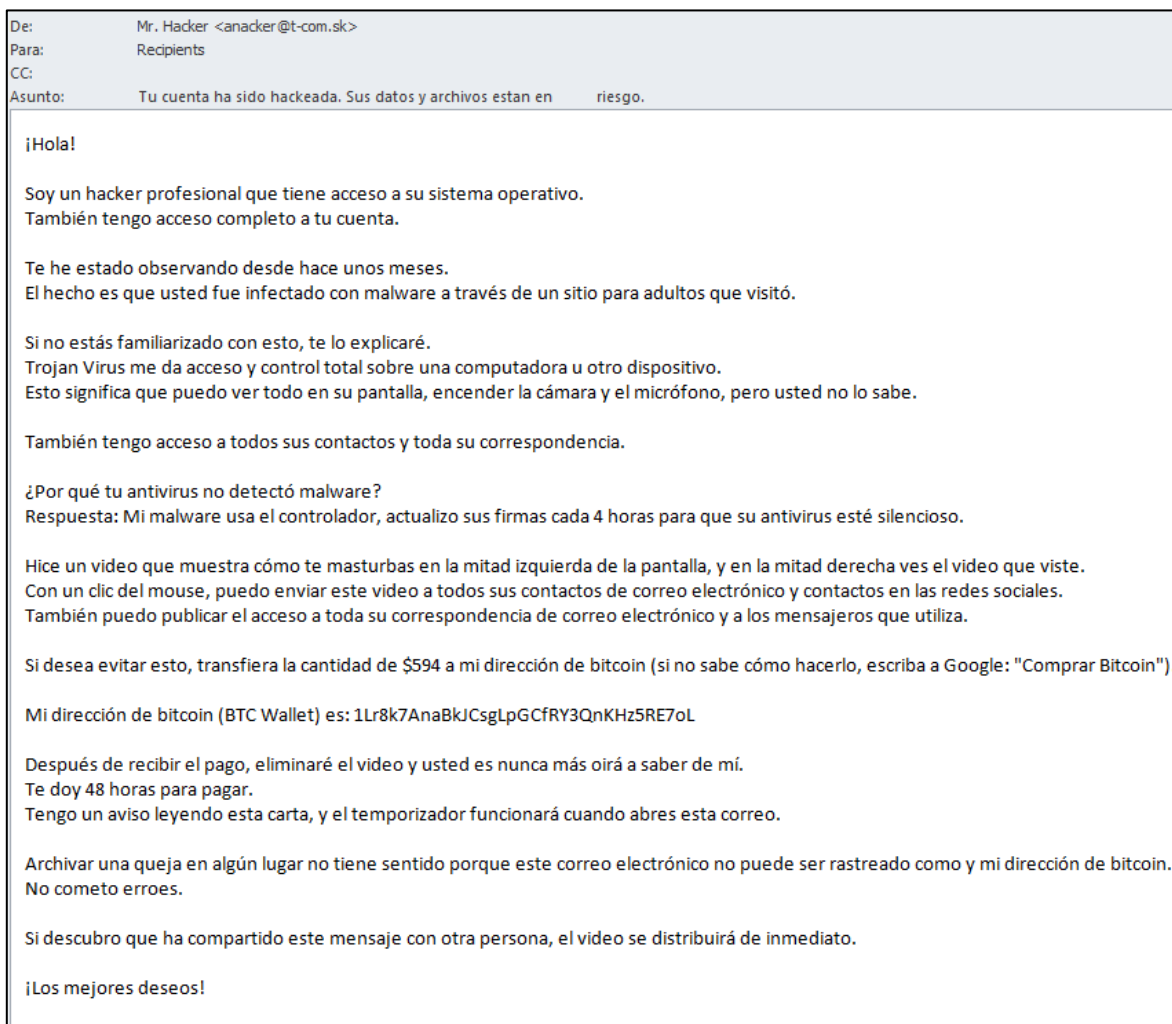 De: Mr. Hacker <anacker@t-com.sk>
Para: Recipients
CC:
Asunto: Tu cuenta ha sido hackeada. Sus datos y archivos estan en riesgo.
¡Hola!
Soy un hacker profesional que tiene acceso a su sistema operativo.
También tengo acceso completo a tu cuenta.
Te he estado observando desde hace unos meses.
El hecho es que usted fue infectado con malware a través de un sitio para adultos que visitó.
Si no estás familiarizado con esto, te lo explicaré.
Trojan Virus me da acceso y control total sobre una computadora u otro dispositivo.
Esto significa que puedo ver todo en su pantalla, encender la cámara y el micrófono, pero usted no lo sabe.
También tengo acceso a todos sus contactos y toda su correspondencia.
¿Por qué tu antivirus no detectó malware?
Respuesta: Mi malware usa el controlador, actualizo sus firmas cada 4 horas para que su antivirus esté silencioso.
Hice un video que muestra cómo te masturbas en la mitad izquierda de la pantalla, y en la mitad derecha ves el video que viste.
Con un clic del mouse, puedo enviar este video a todos sus contactos de correo electrónico y contactos en las redes sociales.
También puedo publicar el acceso a toda su correspondencia de correo electrónico y a los mensajeros que utiliza.
Si desea evitar esto, transfiera la cantidad de $594 a mi dirección de bitcoin (si no sabe cómo hacerlo, escriba a Google: "Comprar Bitcoin")
Mi dirección de bitcoin (BTC Wallet) es: 1Lr8k7AnaBkJCsgLpGCfRY3QnKHz5RE7oL
Después de recibir el pago, eliminaré el video y usted es nunca más oirá a saber de mí.
Te doy 48 horas para pagar.
Tengo un aviso leyendo esta carta, y el temporizador funcionará cuando abres esta correo.
Archivar una queja en algún lugar no tiene sentido porque este correo electrónico no puede ser rastreado como y mi dirección de bitcoin.
No cometo erroes.
Si descubro que ha compartido este mensaje con otra persona, el video se distribuirá de inmediato.
¡Los mejores deseos!